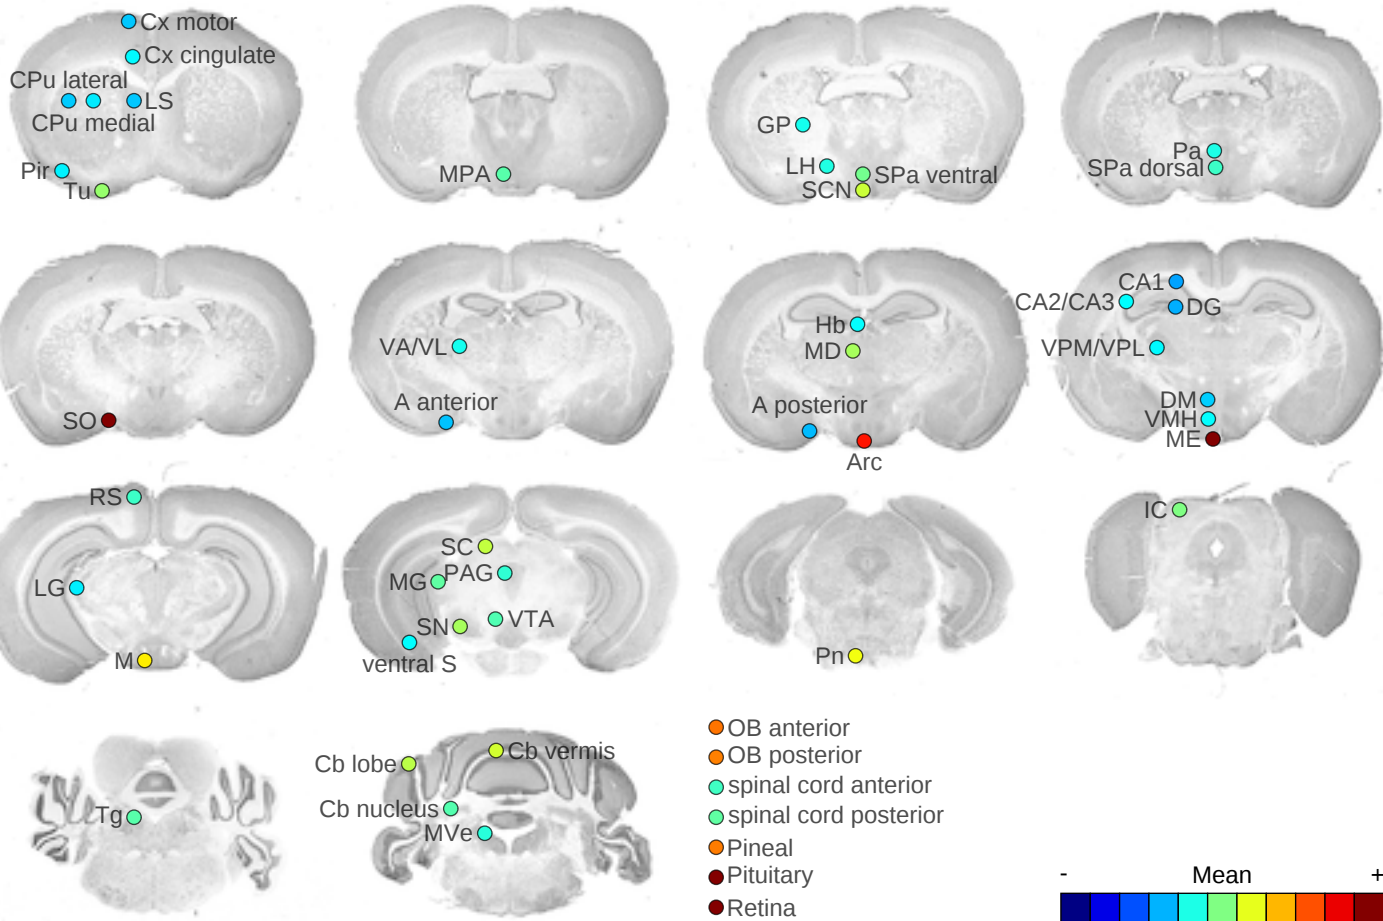 Cx motor
Cx cingulate
CPu lateral
LS
CPu medial
Pir
Tu
MPA
GP
LH
SPa ventral
SCN
Pa
SPa dorsal
SO
VA/VL
A anterior
Hb
MD
A posterior
Arc
CA1
CA2/CA3
DG
VPM/VPL
DM
VMH
ME
RS
LG
M
SC
MG
PAG
SN
VTA
ventral S
Pn
IC
Tg
Cb lobe
Cb vermis
Cb nucleus
MVe
OB anterior
OB posterior
spinal cord anterior
spinal cord posterior
Pineal
Pituitary
Retina
- Mean +